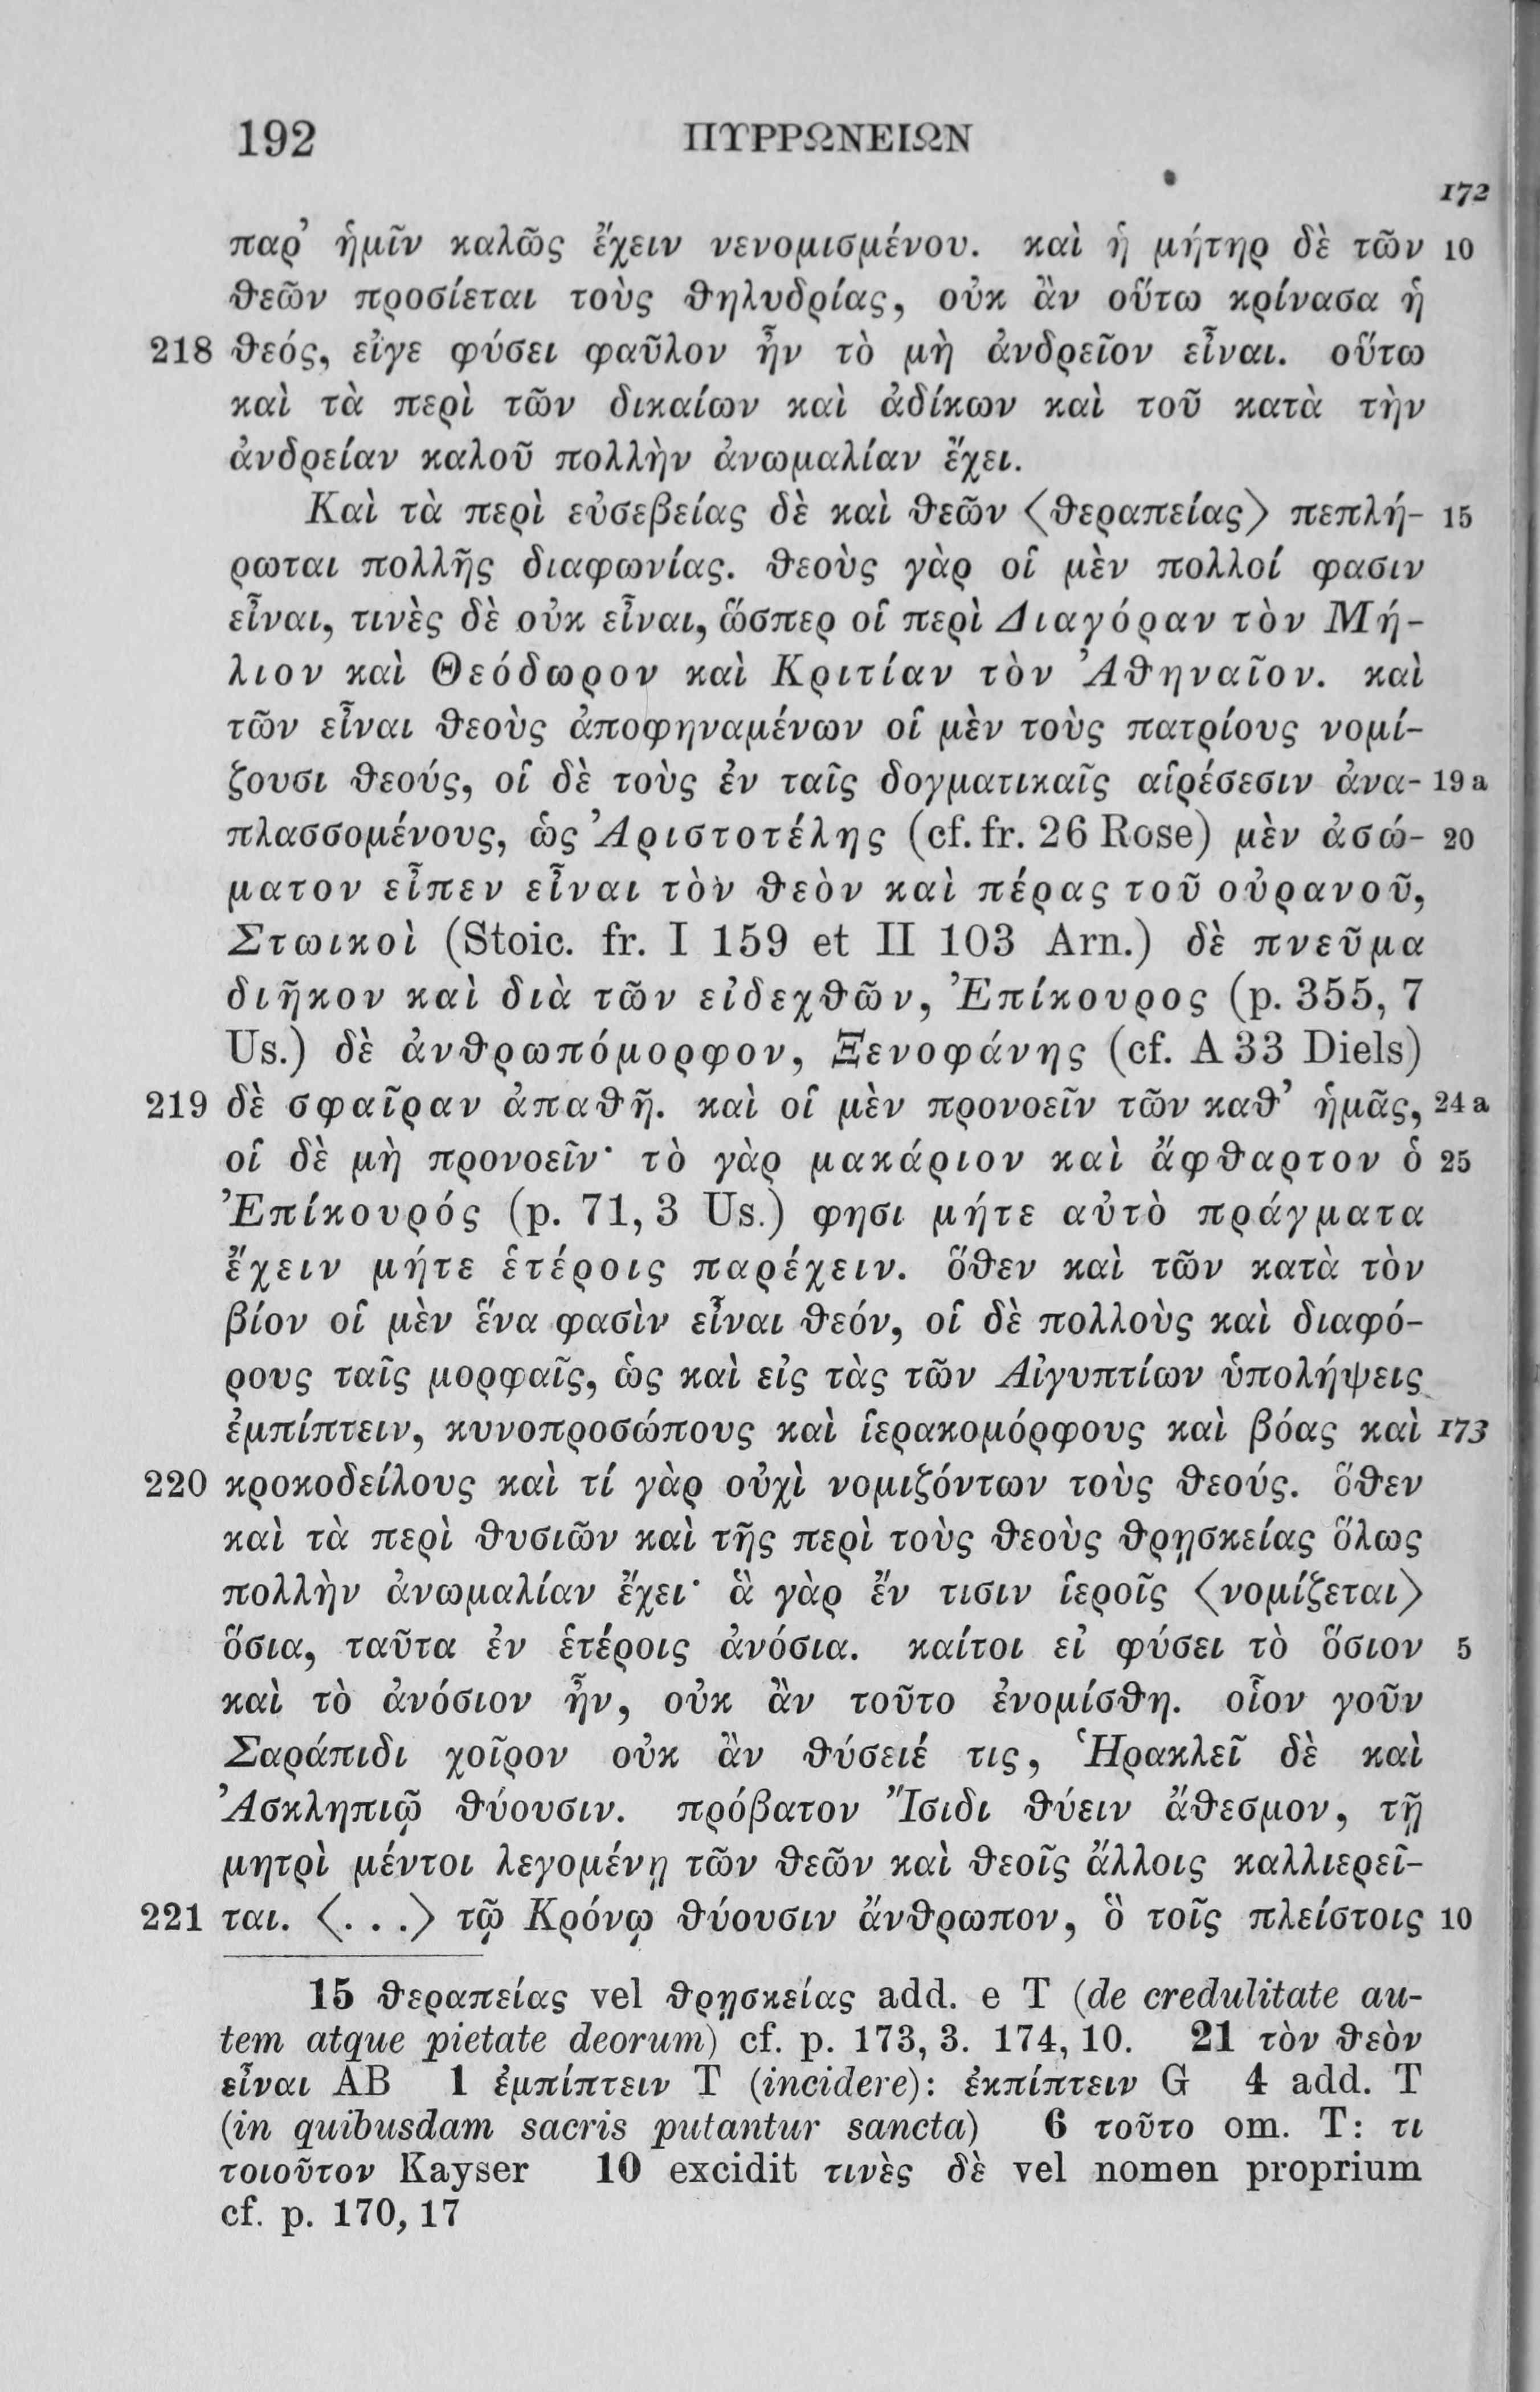 192 ΠΥΡΡΩΝΕΙΩΝ
172
παρ' ἡμῖν καλῶς ἔχειν νενομισμένου. καὶ ἡ μήτηρ δὲ τῶν 10
θεῶν προσίεται τοὺς θηλυδρίας, οὐκ ἂν οὕτω κρίνασα ἡ
218 θεός, εἴγε φύσει φαῦλον ἦν τὸ μὴ ἀνδρεῖον εἶναι. οὕτω
καὶ τὰ περὶ τῶν δικαίων καὶ ἀδίκων καὶ τοῦ κατὰ τὴν
ἀνδρείαν καλοῦ πολλὴν ἀνωμαλίαν ἔχει.
Καὶ τὰ περὶ εὐσεβείας δὲ καὶ θεῶν ⟨θεραπείας⟩ πεπλή- 15
ρωται πολλῆς διαφωνίας. θεοὺς γὰρ οἱ μὲν πολλοί φασιν
εἶναι, τινὲς δὲ οὐκ εἶναι, ὥσπερ οἱ περὶ Διαγόραν τὸν Μή-
λιον καὶ Θεόδωρον καὶ Κριτίαν τὸν Ἀθηναῖον. καὶ
τῶν εἶναι θεοὺς ἀποφηναμένων οἱ μὲν τοὺς πατρίους νομί-
ζουσι θεούς, οἱ δὲ τοὺς ἐν ταῖς δογματικαῖς αἱρέσεσιν ἀνα- 19a
πλασσομένους, ὡς Ἀριστοτέλης (cf. fr. 26 Rose) μὲν ἀσώ- 20
ματον εἶπεν εἶναι τὸν θεὸν καὶ πέρας τοῦ οὐρανοῦ,
Στωικοὶ (Stoic. fr. I 159 et II 103 Arn.) δὲ πνεῦμα
διῆκον καὶ διὰ τῶν εἰδεχθῶν, Ἐπίκουρος (p. 355, 7
Us.) δὲ ἀνθρωπόμορφον, Ξενοφάνης (cf. A 33 Diels)
219 δὲ σφαῖραν ἀπαθῆ. καὶ οἱ μὲν προνοεῖν τῶν καθ' ἡμᾶς, 24a
οἱ δὲ μὴ προνοεῖν· τὸ γὰρ μακάριον καὶ ἄφθαρτον ὁ 25
Ἐπίκουρός (p. 71, 3 Us.) φησι μήτε αὐτὸ πράγματα
ἔχειν μήτε ἑτέροις παρέχειν. ὅθεν καὶ τῶν κατὰ τὸν
βίον οἱ μὲν ἕνα φασὶν εἶναι θεόν, οἱ δὲ πολλοὺς καὶ διαφό-
ρους ταῖς μορφαῖς, ὡς καὶ εἰς τὰς τῶν Αἰγυπτίων ὑπολήψεις
ἐμπίπτειν, κυνοπροσώπους καὶ ἱερακομόρφους καὶ βόας καὶ 173
220 κροκοδείλους καὶ τί γὰρ οὐχὶ νομιζόντων τοὺς θεούς. ὅθεν
καὶ τὰ περὶ θυσιῶν καὶ τῆς περὶ τοὺς θεοὺς θρῃσκείας ὅλως
πολλὴν ἀνωμαλίαν ἔχει· ἃ γὰρ ἔν τισιν ἱεροῖς ⟨νομίζεται⟩
ὅσια, ταῦτα ἐν ἑτέροις ἀνόσια. καίτοι εἰ φύσει τὸ ὅσιον 5
καὶ τὸ ἀνόσιον ἦν, οὐκ ἂν τοῦτο ἐνομίσθη. οἷον γοῦν
Σαράπιδι χοῖρον οὐκ ἂν θύσειέ τις, Ἡρακλεῖ δὲ καὶ
Ἀσκληπιῷ θύουσιν. πρόβατον Ἴσιδι θύειν ἄθεσμον, τῇ
μητρὶ μέντοι λεγομένῃ τῶν θεῶν καὶ θεοῖς ἄλλοις καλλιερεῖ-
221 ται. ⟨. . .⟩ τῷ Κρόνῳ θύουσιν ἄνθρωπον, ὃ τοῖς πλείστοις 10
15 θεραπείας vel θρῃσκείας add. e T (de credulitate au-
tem atque pietate deorum) cf. p. 173, 3. 174, 10. 21 τὸν θεὸν
εἶναι AB 1 ἐμπίπτειν T (incidere): ἐκπίπτειν G 4 add. T
(in quibusdam sacris putantur sancta) 6 τοῦτο om. T: τι
τοιοῦτον Kayser 10 excidit τινὲς δὲ vel nomen proprium
cf. p. 170, 17